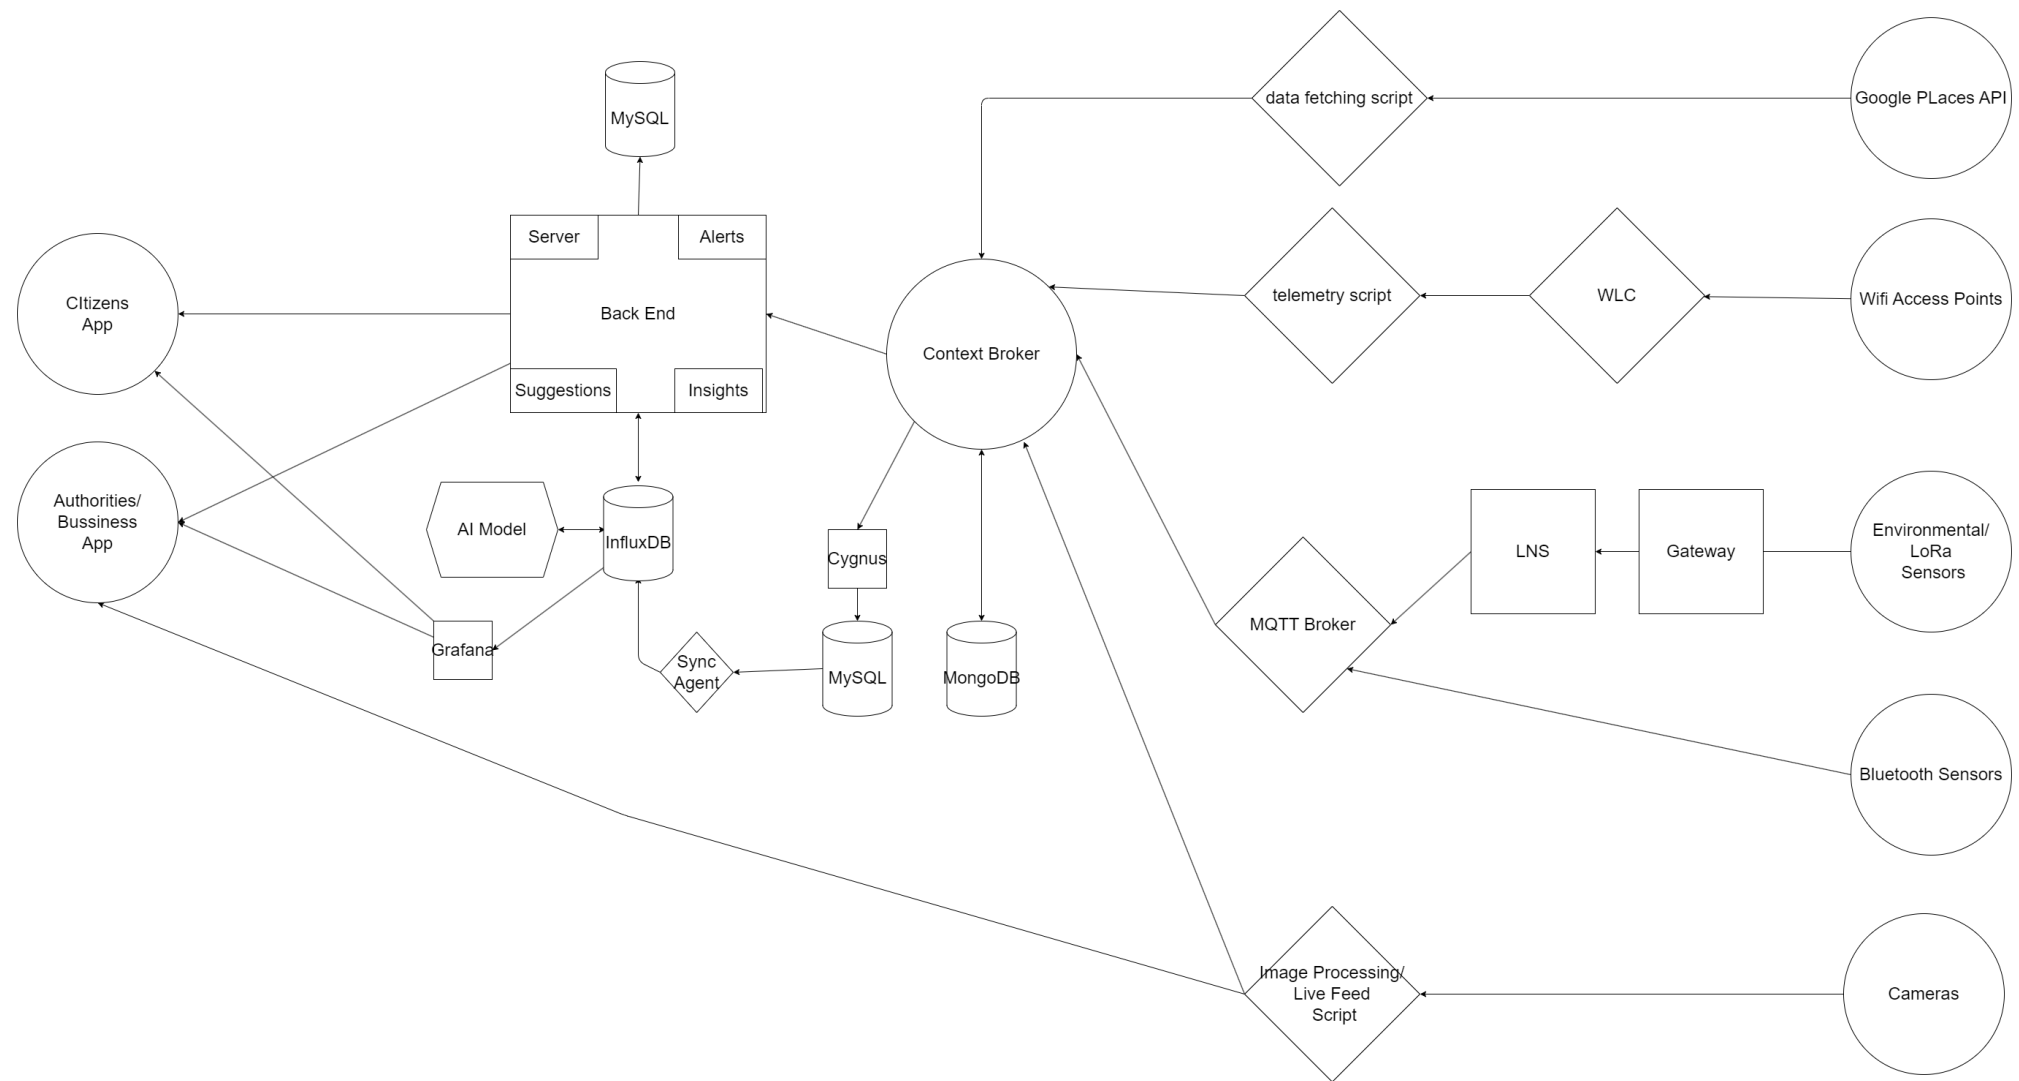 data fetching script
Google PLaces API
MySQL
Server
Alerts
Back End
Suggestions
Insights
CItizens
App
Context Broker
telemetry script
WLC
Wifi Access Points
Authorities/
Bussiness
App
AI Model
InfluxDB
Cygnus
LNS
Gateway
Environmental/
LoRa
Sensors
MQTT Broker
Grafana
Sync
Agent
MySQL
MongoDB
Bluetooth Sensors
Image Processing/
Live Feed
Script
Cameras